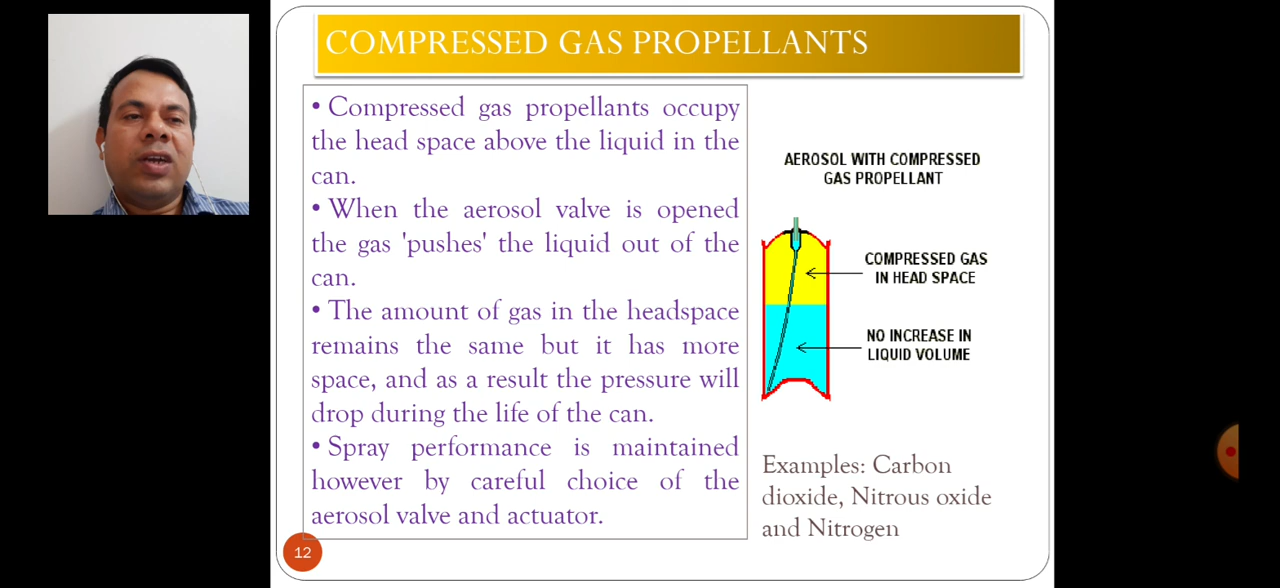 COMPRESSED GAS PROPELLANTS
• Compressed gas propellants occupy
the head space above the liquid in the
can.
• When the aerosol valve is opened
the gas 'pushes' the liquid out of the
can.
• The amount of gas in the headspace
remains the same but it has more
space, and as a result the pressure will
drop during the life of the can.
• Spray performance is maintained
however by careful choice of the
aerosol valve and actuator.
AEROSOL WITH COMPRESSED
GAS PROPELLANT
COMPRESSED GAS
IN HEAD SPACE
NO INCREASE IN
LIQUID VOLUME
Examples: Carbon
dioxide, Nitrous oxide
and Nitrogen
12